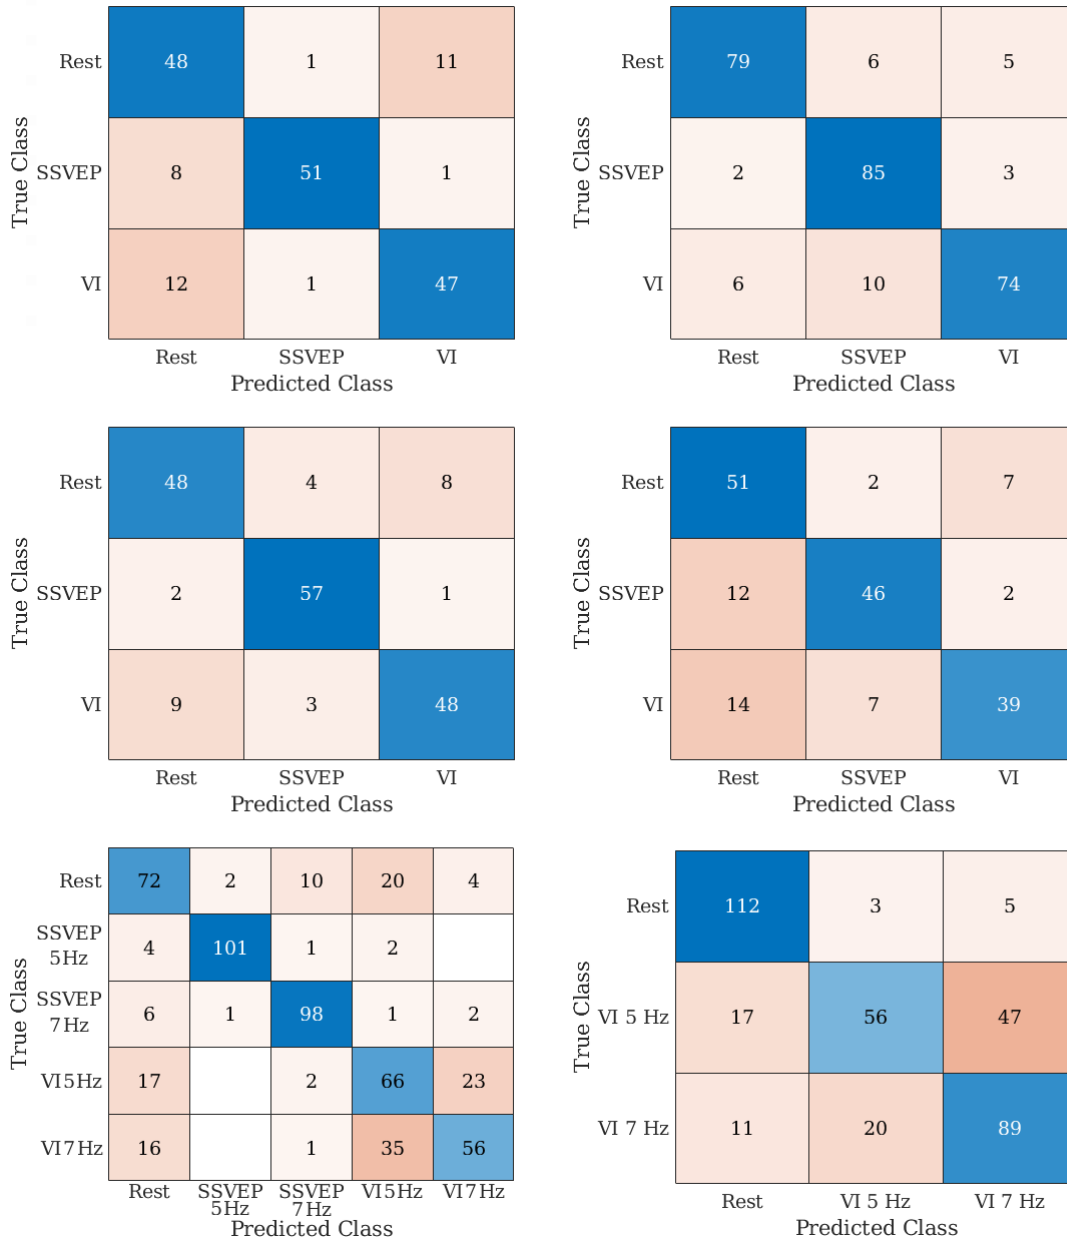 True Class
Rest 48 1 11
SSVEP 8 51 1
VI 12 1 47
Rest SSVEP VI
Predicted Class
True Class
Rest 79 6 5
SSVEP 2 85 3
VI 6 10 74
Rest SSVEP VI
Predicted Class
True Class
Rest 48 4 8
SSVEP 2 57 1
VI 9 3 48
Rest SSVEP VI
Predicted Class
True Class
Rest 51 2 7
SSVEP 12 46 2
VI 14 7 39
Rest SSVEP VI
Predicted Class
True Class
Rest 72 2 10 20 4
SSVEP
5Hz 4 101 1 2
SSVEP
7Hz 6 1 98 1 2
VI5Hz 17 2 66 23
VI7Hz 16 1 35 56
Rest SSVEP SSVEP VI5Hz VI7Hz
5Hz 7Hz
Predicted Class
True Class
Rest 112 3 5
VI 5 Hz 17 56 47
VI 7 Hz 11 20 89
Rest VI 5 Hz VI 7 Hz
Predicted Class